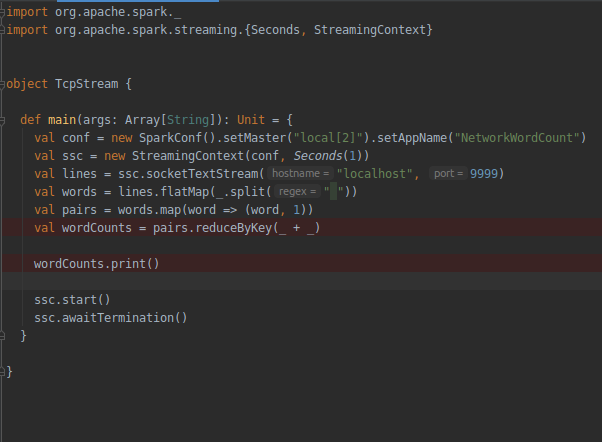 import org.apache.spark._
import org.apache.spark.streaming.{Seconds, StreamingContext}
object TcpStream {
def main(args: Array[String]): Unit = {
val conf = new SparkConf().setMaster("local[2]").setAppName("NetworkWordCount")
val ssc = new StreamingContext(conf, Seconds(1))
val lines = ssc.socketTextStream( hostname = "localhost", port = 9999)
val words = lines.flatMap(_.split( regex = " "))
val pairs = words.map(word => (word, 1))
val wordCounts = pairs.reduceByKey(_ + _)
wordCounts.print()
ssc.start()
ssc.awaitTermination()
}
}